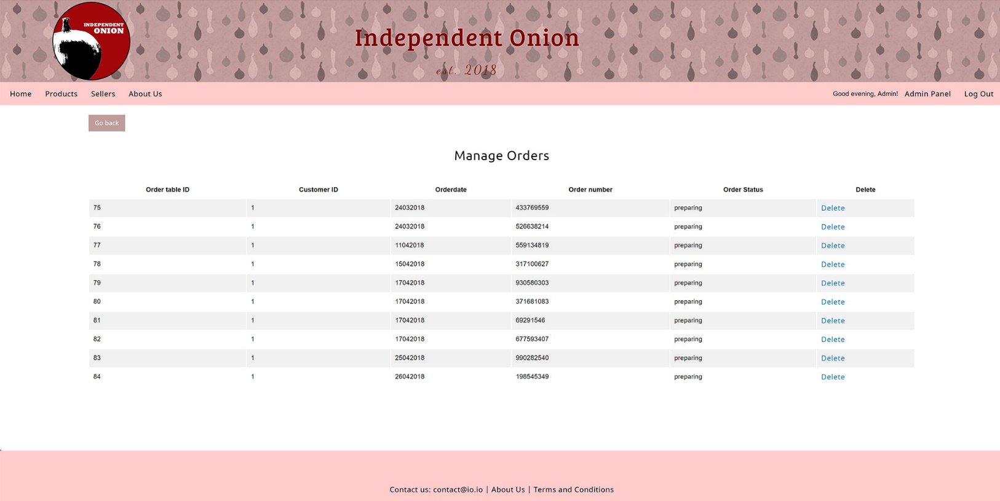 INDEPENDENT
ONION
Independent Onion
est. 2018
Home Products Sellers About Us Good evening, Admin! Admin Panel Log Out
Go back
Manage Orders
Order table ID Customer ID Orderdate Order number Order Status Delete
75 1 24032018 433769559 preparing Delete
76 1 24032018 526638214 preparing Delete
77 1 11042018 559134819 preparing Delete
78 1 15042018 317100627 preparing Delete
79 1 17042018 930580303 preparing Delete
80 1 17042018 371681083 preparing Delete
81 1 17042018 69291546 preparing Delete
82 1 17042018 677593407 preparing Delete
83 1 25042018 990282540 preparing Delete
84 1 26042018 198545349 preparing Delete
Contact us: contact@io.io | About Us | Terms and Conditions